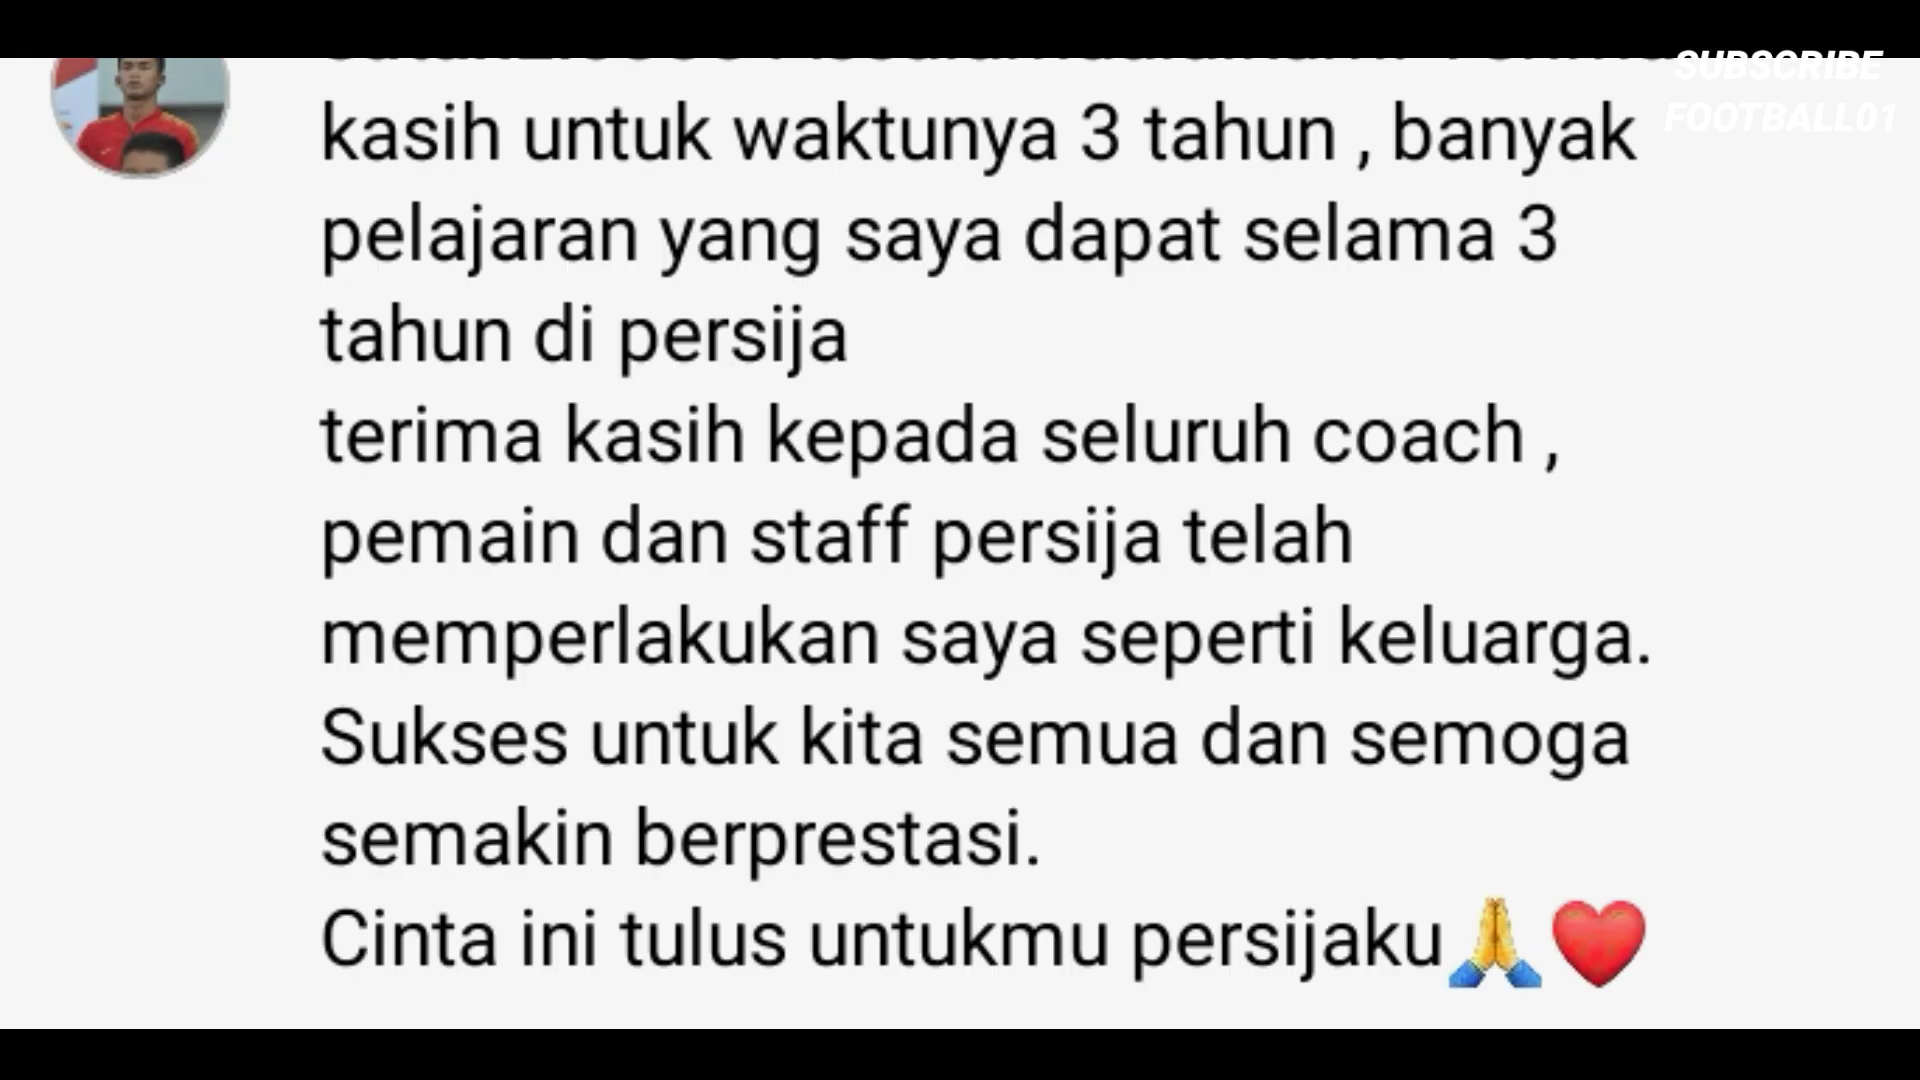 SUBSCRIBE
FOOTBALL01
kasih untuk waktunya 3 tahun , banyak
pelajaran yang saya dapat selama 3
tahun di persija
terima kasih kepada seluruh coach ,
pemain dan staff persija telah
memperlakukan saya seperti keluarga.
Sukses untuk kita semua dan semoga
semakin berprestasi.
Cinta ini tulus untukmu persijaku🙏❤️